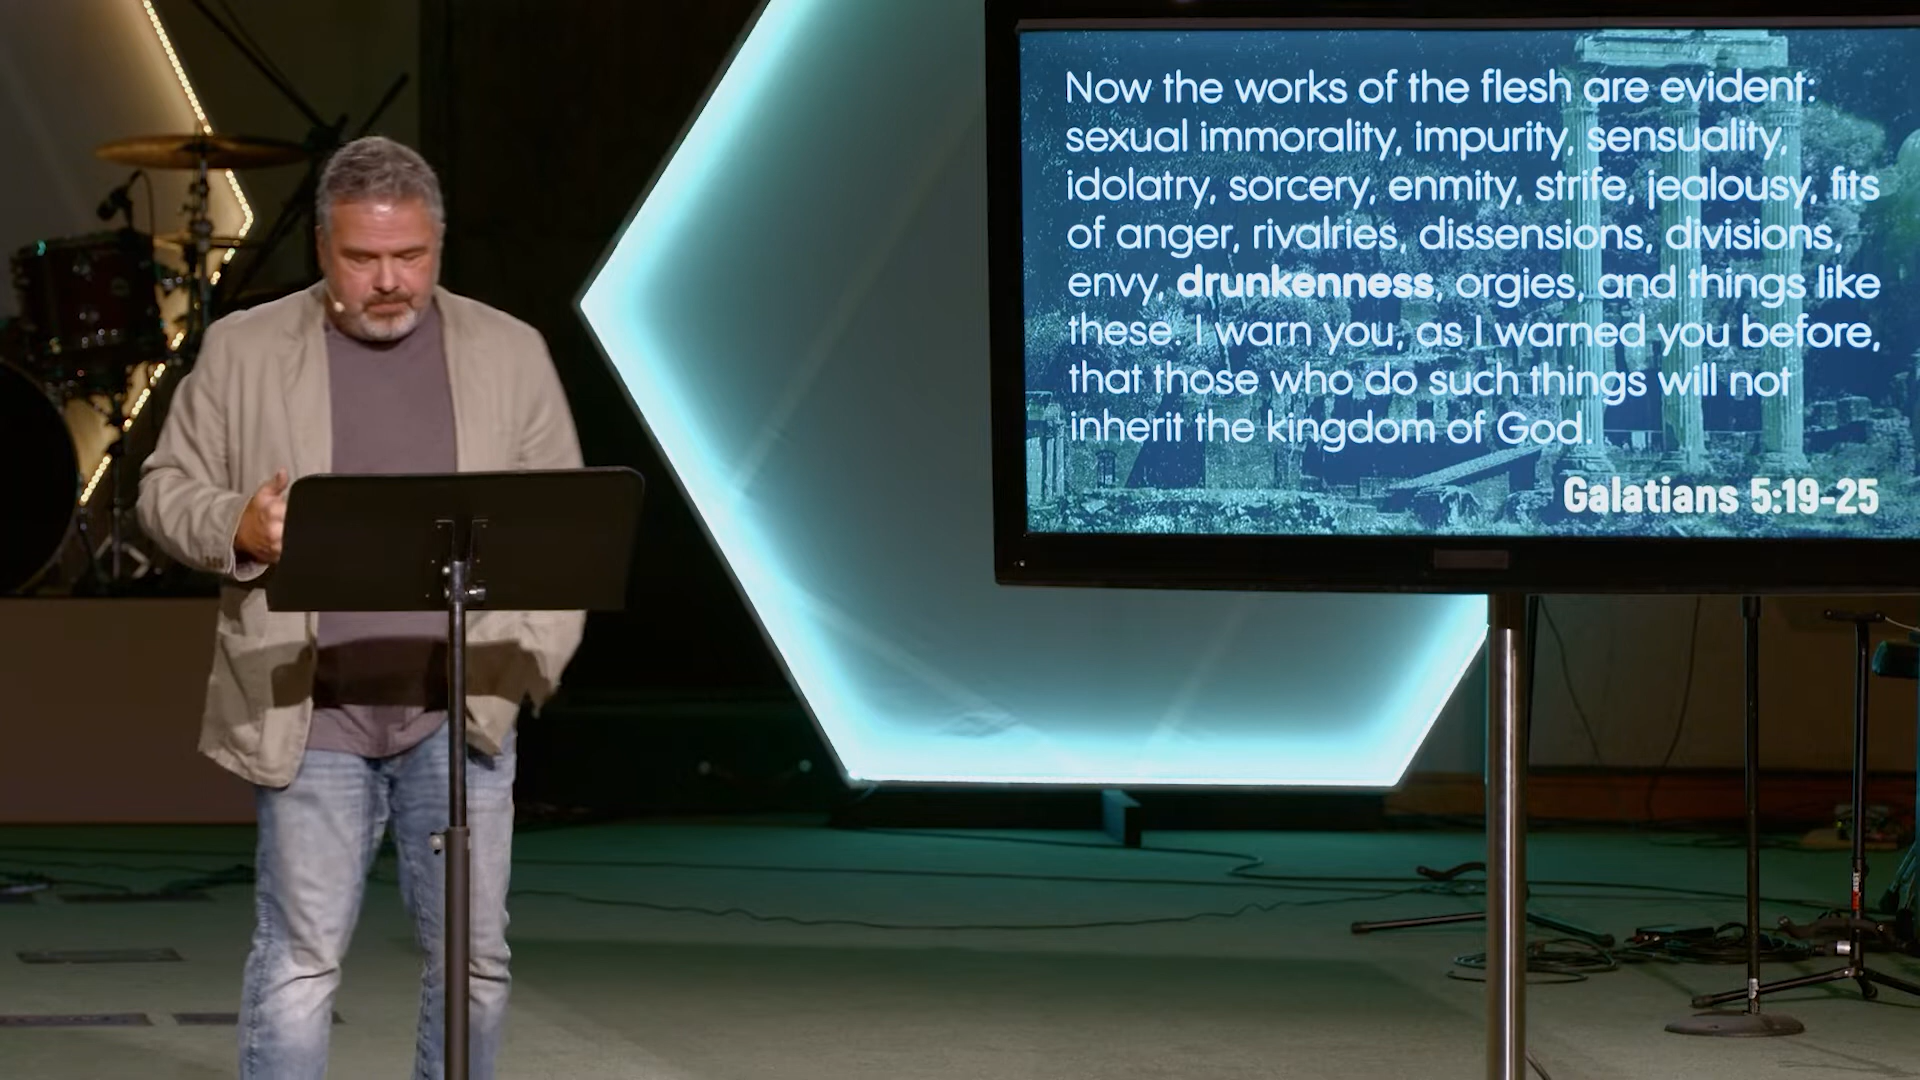 Now the works of the flesh are evident:
sexual immorality, impurity, sensuality,
idolatry, sorcery, enmity, strife, jealousy, fits
of anger, rivalries, dissensions, divisions,
envy, drunkenness, orgies, and things like
these. I warn you, as I warned you before,
that those who do such things will not
inherit the kingdom of God.
Galatians 5:19-25